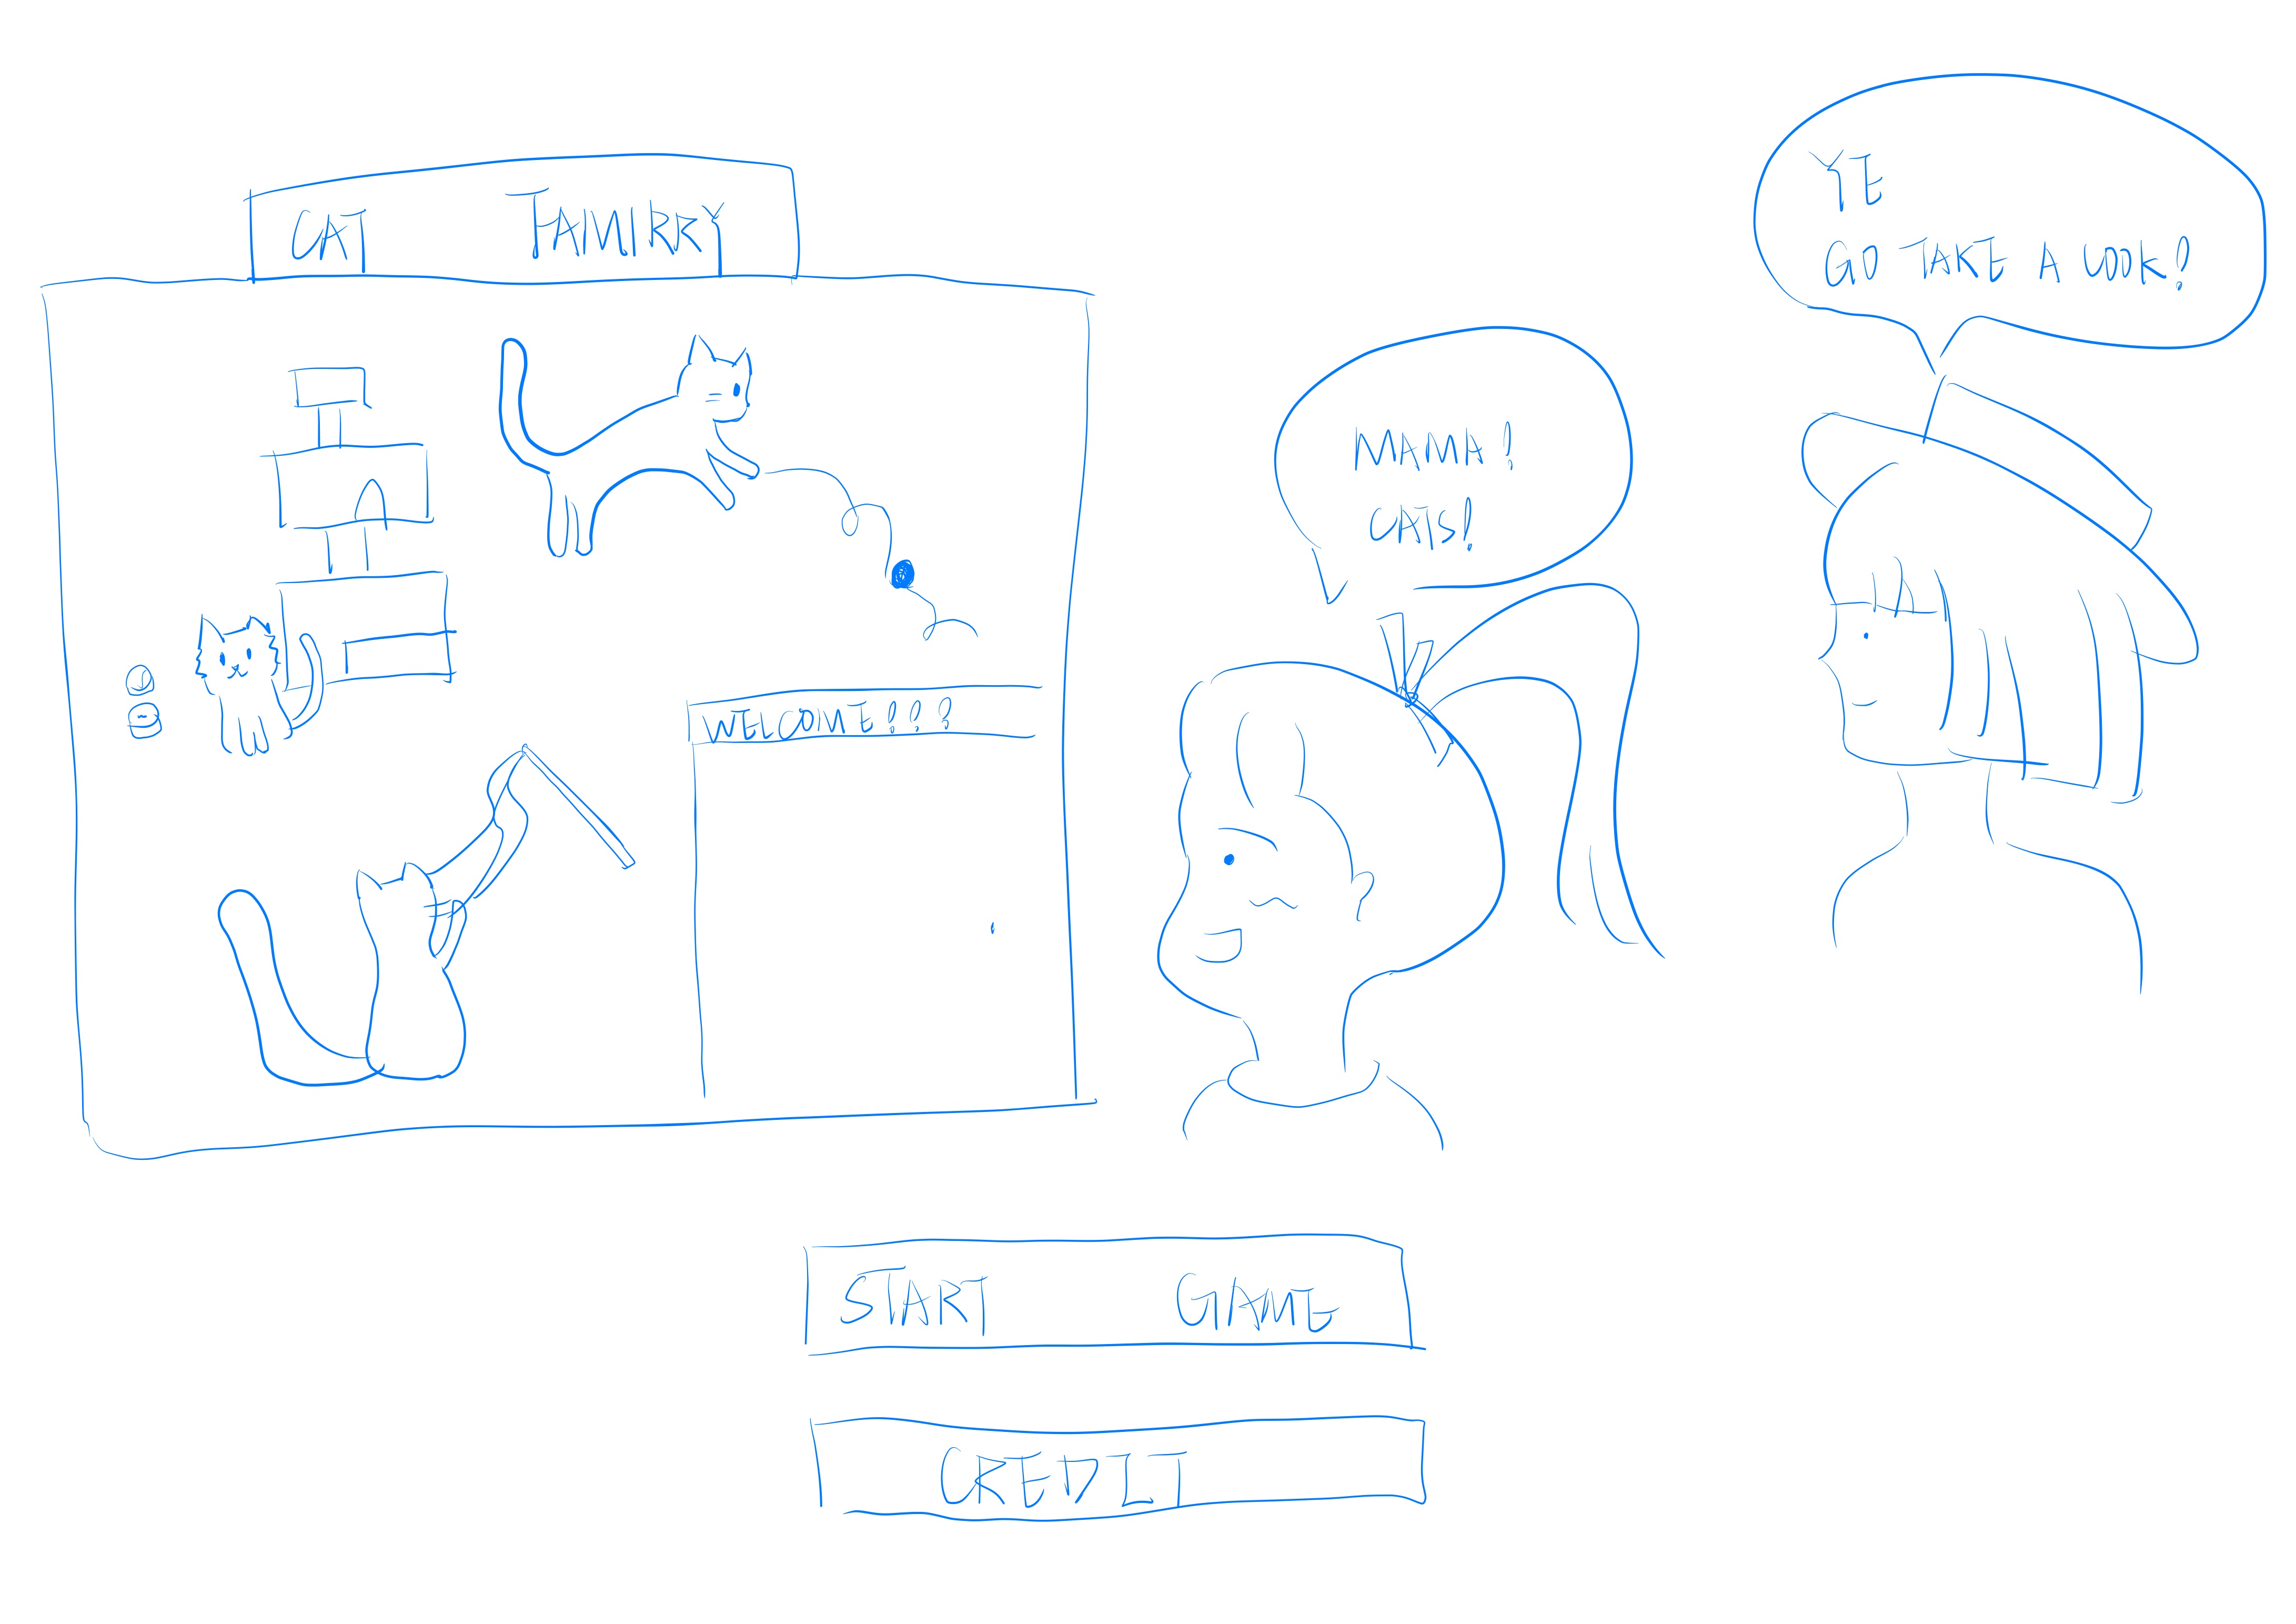 CAT FAMIRRY
YE
GO TAKE A LOOK!
MAMA!
CATS!
WELCOME!!!
START GAME
CREDIT